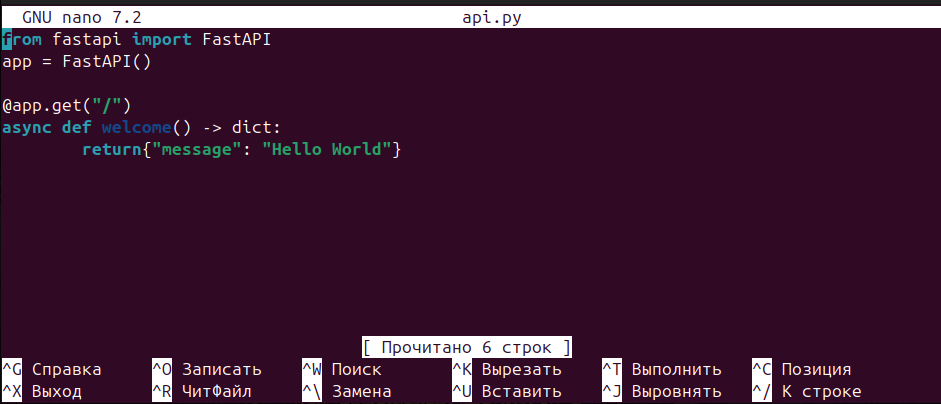 GNU nano 7.2 api.py
from fastapi import FastAPI
app = FastAPI()
@app.get("/")
async def welcome() -> dict:
return{"message": "Hello World"}
[ Прочитано 6 строк ]
^G Справка ^O Записать ^W Поиск ^K Вырезать ^T Выполнить ^C Позиция
^X Выход ^R ЧитФайл ^\ Замена ^U Вставить ^J Выровнять ^/ К строке